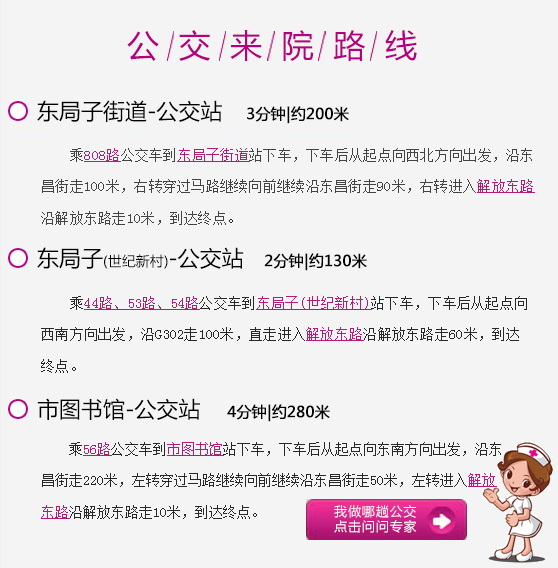 公/交/来/院/路/线
东局子街道-公交站 3分钟|约200米
乘808路公交车到东局子街道站下车，下车后从起点向西北方向出发，沿东
昌街走100米，右转穿过马路继续向前继续沿东昌街走90米，右转进入解放东路
沿解放东路走10米，到达终点。
东局子(世纪新村)-公交站 2分钟|约130米
乘44路、53路、54路公交车到东局子(世纪新村)站下车，下车后从起点向
西南方向出发，沿G302走100米，直走进入解放东路沿解放东路走60米，到达
终点。
市图书馆-公交站 4分钟|约280米
乘56路公交车到市图书馆站下车，下车后从起点向东南方向出发，沿东
昌街走220米，左转穿过马路继续向前继续沿东昌街走50米，左转进入解放
东路沿解放东路走10米，到达终点。
我做哪趟公交
点击问问专家